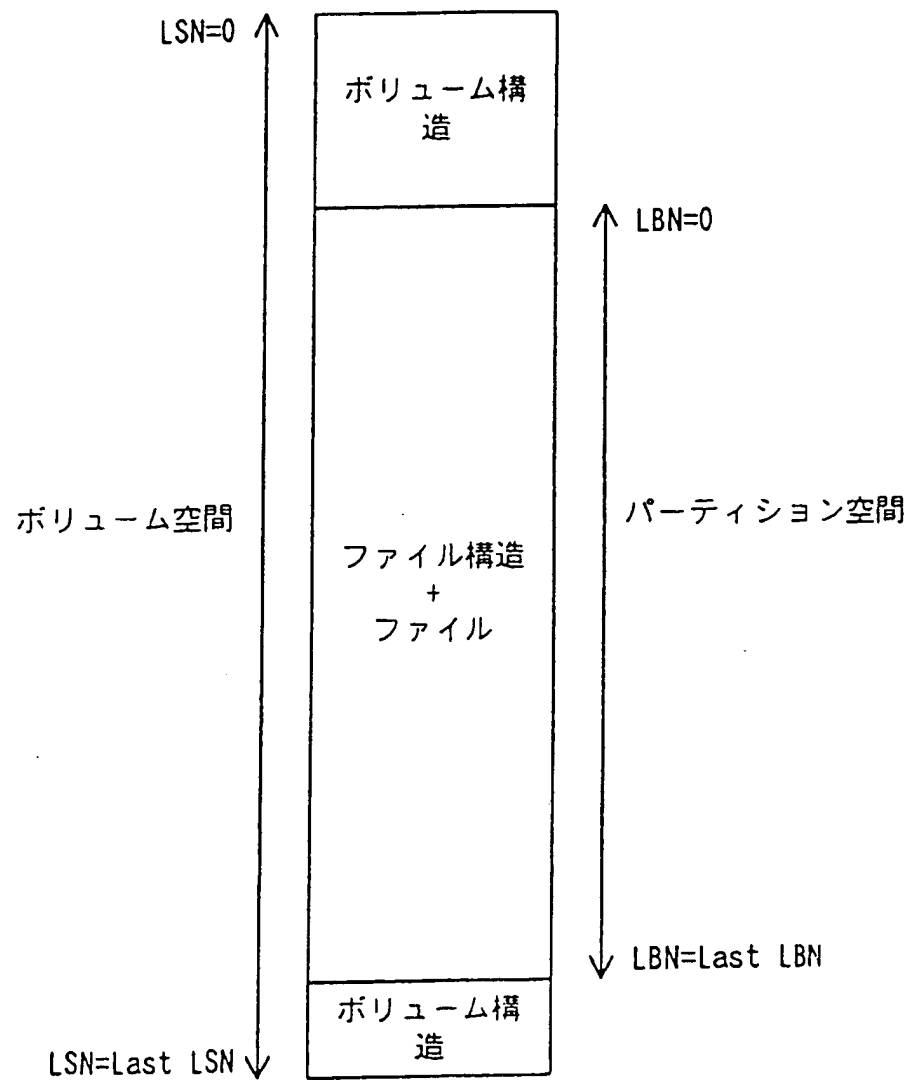 LSN=0
ボリューム構
造
LBN=0
ボリューム空間
パーティション空間
ファイル構造
+
ファイル
LBN=Last LBN
ボリューム構
造
LSN=Last LSN